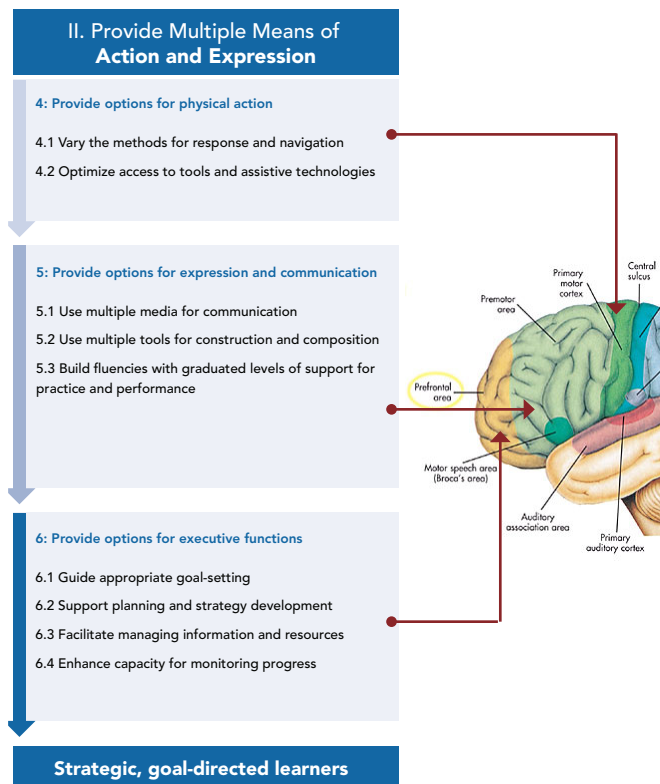 II. Provide Multiple Means of
Action and Expression
4: Provide options for physical action
4.1 Vary the methods for response and navigation
4.2 Optimize access to tools and assistive technologies
5: Provide options for expression and communication
5.1 Use multiple media for communication
5.2 Use multiple tools for construction and composition
5.3 Build fluencies with graduated levels of support for
practice and performance
6: Provide options for executive functions
6.1 Guide appropriate goal-setting
6.2 Support planning and strategy development
6.3 Facilitate managing information and resources
6.4 Enhance capacity for monitoring progress
Strategic, goal-directed learners
Central
sulcus
Primary
motor
cortex
Premotor
area
Prefrontal
area
Motor speech area
(Broca's area)
Auditory
association area
Primary
auditory cortex